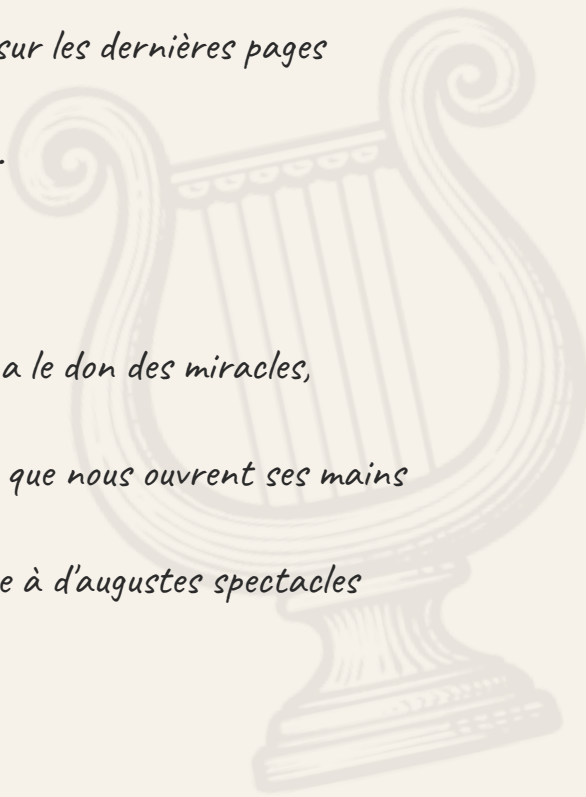 sur les dernières pages
.
a le don des miracles,
que nous ouvrent ses mains
e à d'augustes spectacles